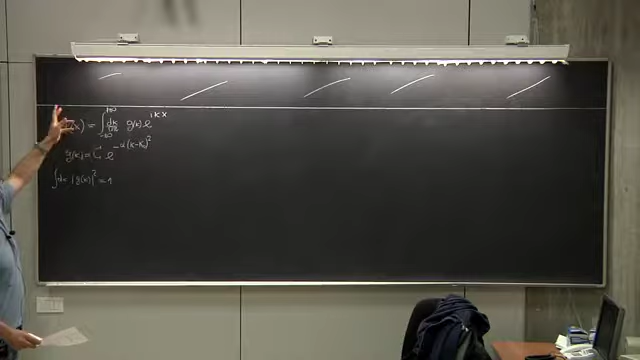 (x) = ∫_{-∞}^{+∞} dk/√2π g(k) e^{ikx}
g(k) = C e^{-α(k-k₀)²}
∫dk |g(k)|² = 1